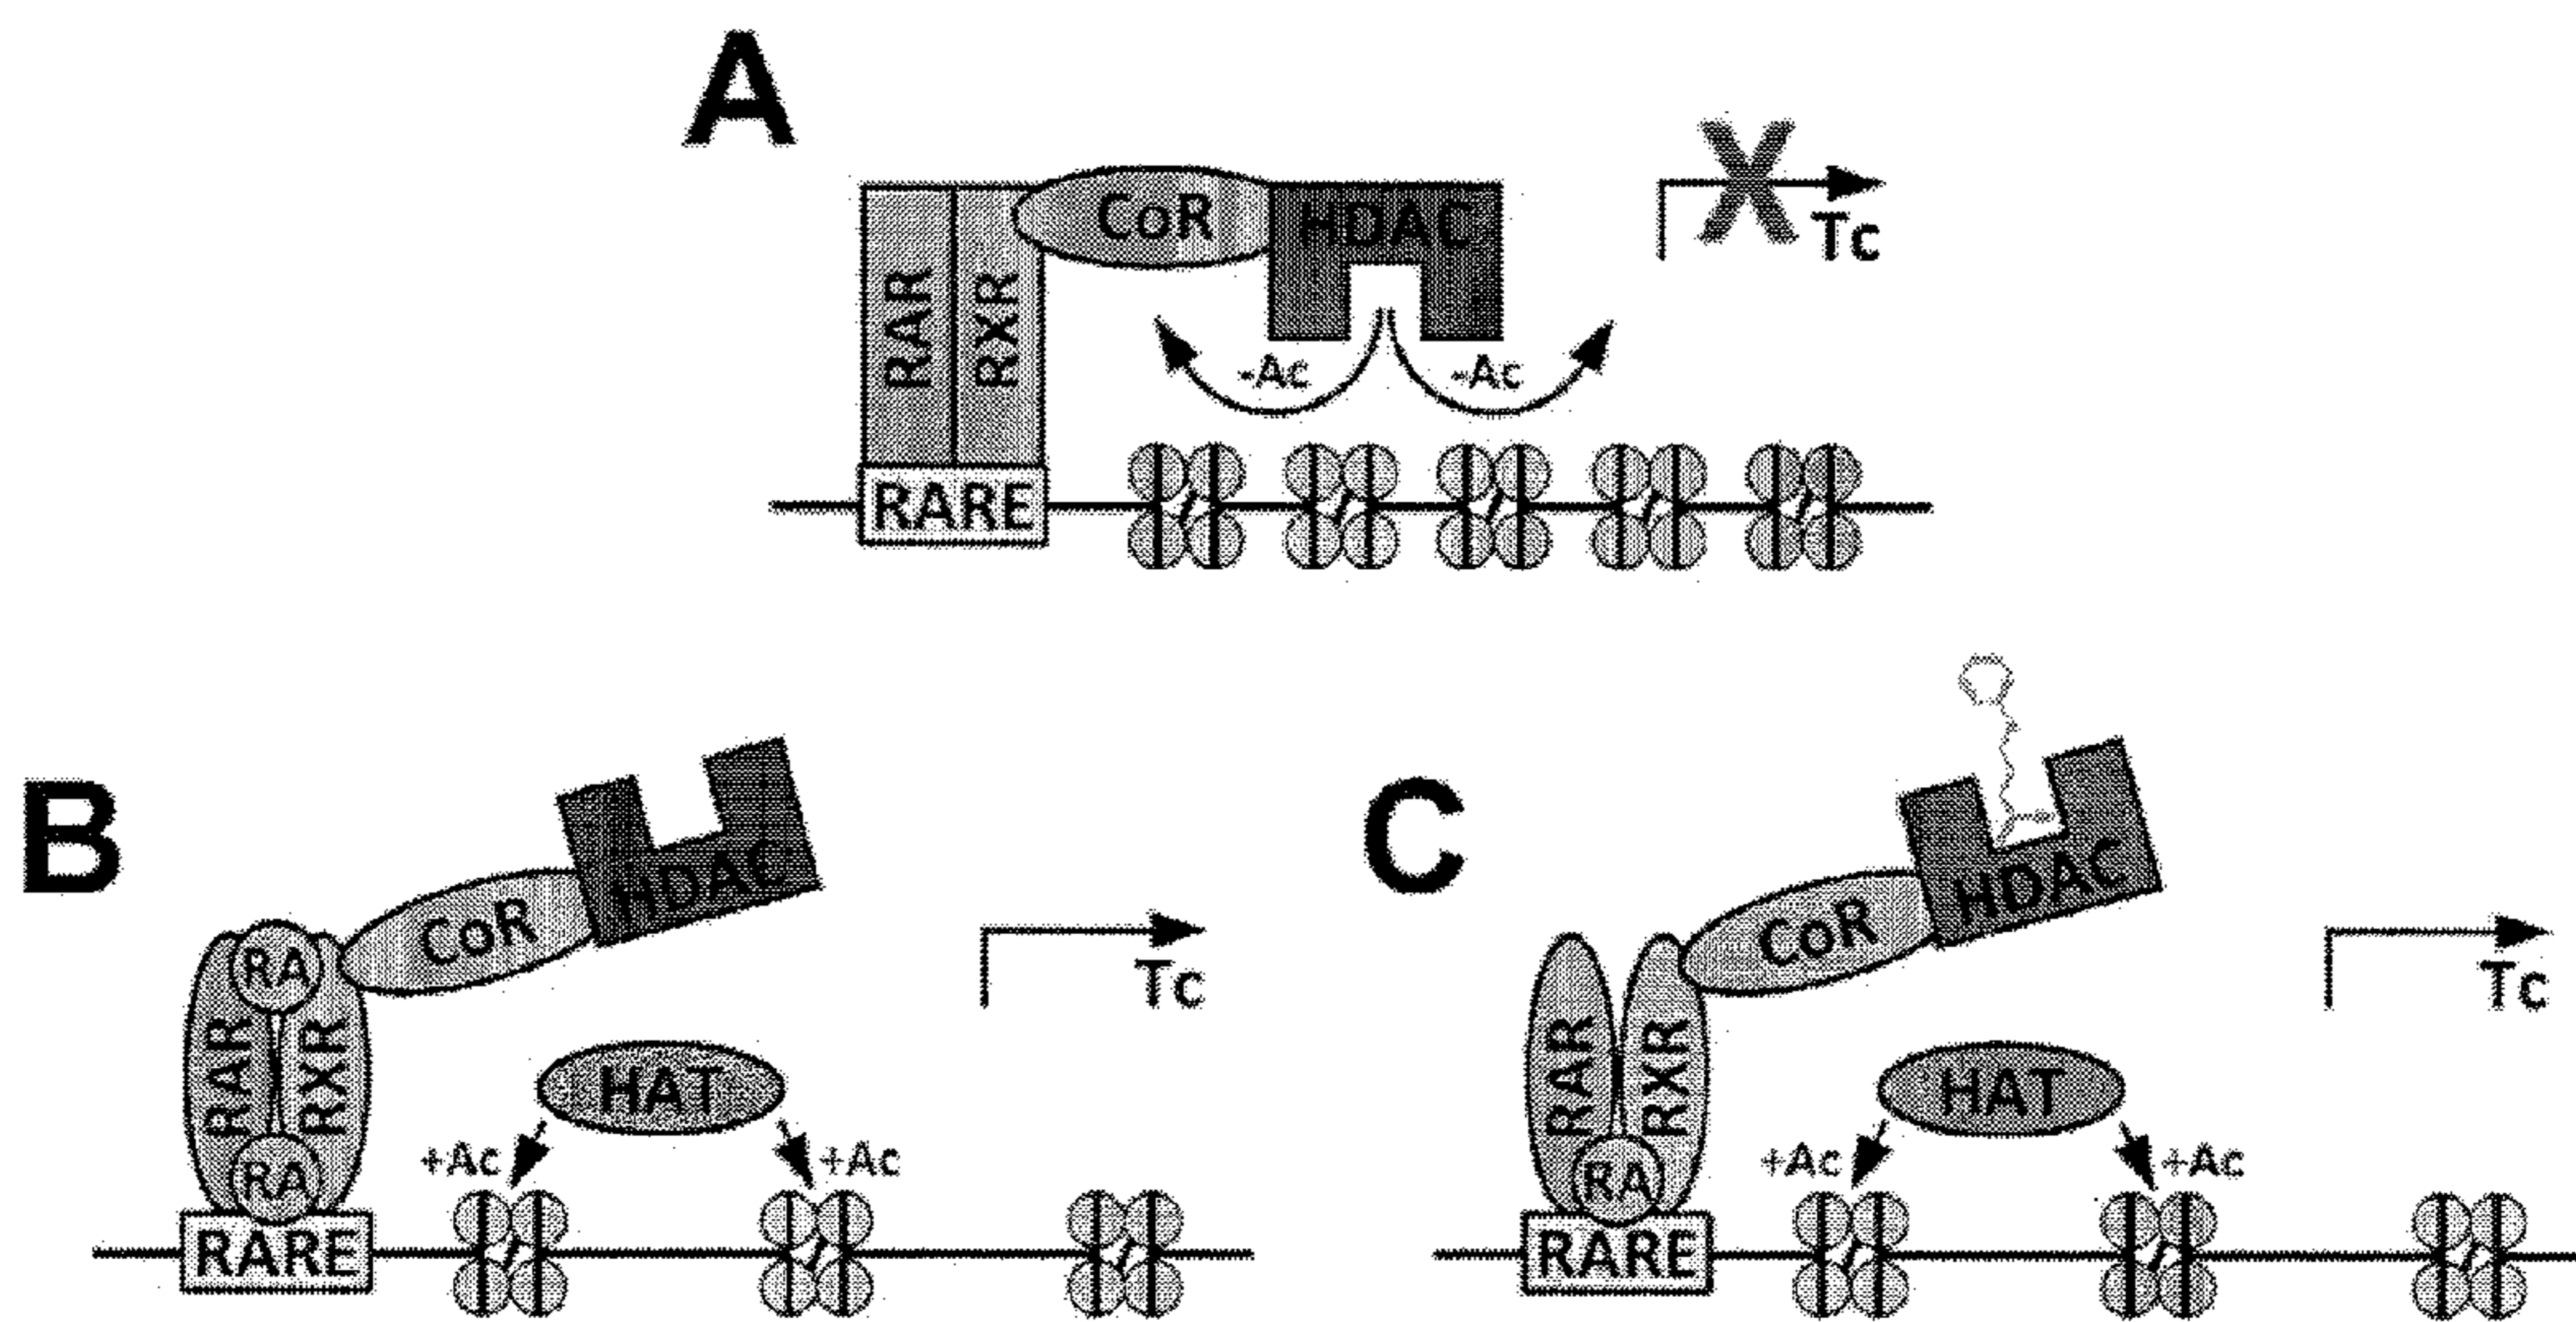 A
CoR
HDAC
X
Tc
RAR
RXR
-Ac
-Ac
RARE
B
HDAC
CoR
RA
Tc
RAR
RXR
HAT
+Ac
+Ac
RA
RARE
C
HDAC
CoR
Tc
RAR
RXR
HAT
+Ac
+Ac
RA
RARE